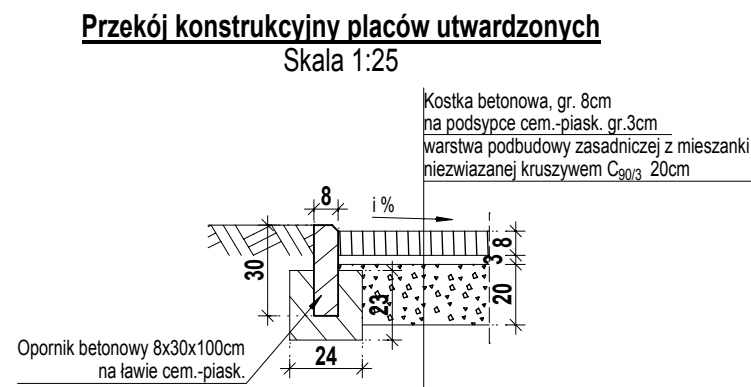 Przekój konstrukcyjny placów utwardzonych
Skala 1:25
Kostka betonowa, gr. 8cm
na podsypce cem.-piask. gr.3cm
warstwa podbudowy zasadniczej z mieszanki
niezwiazanej kruszywem C90/3 20cm
8
i %
30
23
24
8
3
20
Opornik betonowy 8x30x100cm
na ławie cem.-piask.